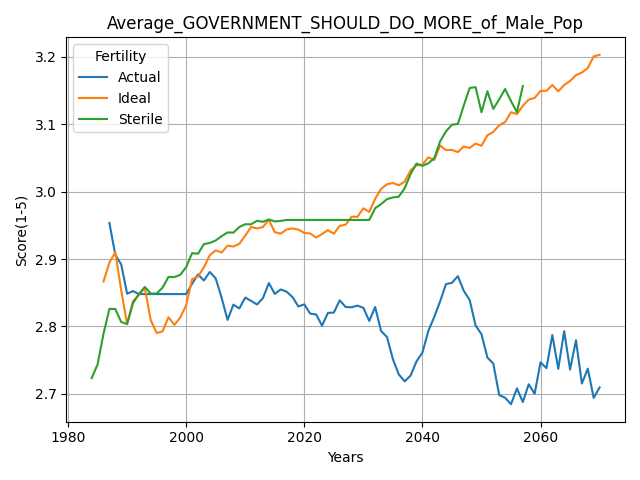 Average_GOVERNMENT_SHOULD_DO_MORE_of_Male_Pop
Fertility
Actual
Ideal
Sterile
3.2
3.1
3.0
2.9
2.8
2.7
Score(1-5)
1980
2000
2020
2040
2060
Years